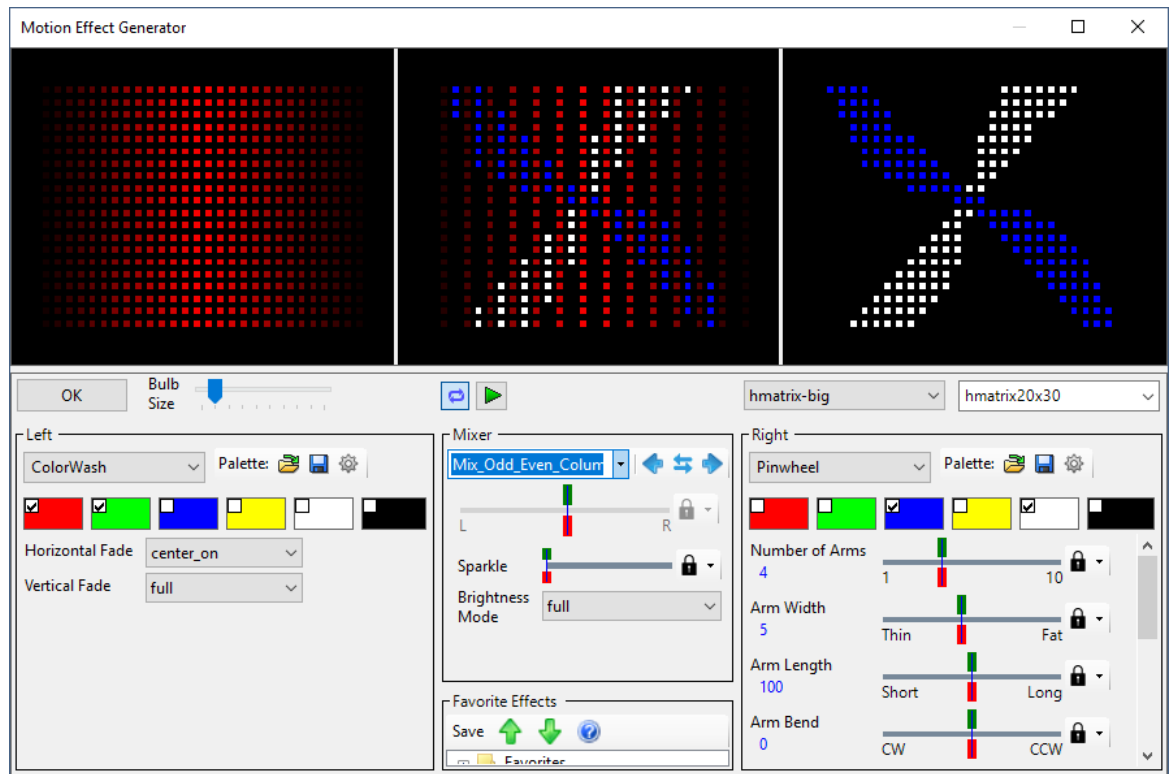 Motion Effect Generator
OK
Bulb
Size
hmatrix-big
hmatrix20x30
Left
ColorWash
Palette:
Horizontal Fade
center_on
Vertical Fade
full
Mixer
Mix_Odd_Even_Colum
L
R
Sparkle
Brightness
Mode
full
Favorite Effects
Save
Favorites
Right
Pinwheel
Palette:
Number of Arms
4
1
10
Arm Width
5
Thin
Fat
Arm Length
100
Short
Long
Arm Bend
0
CW
CCW